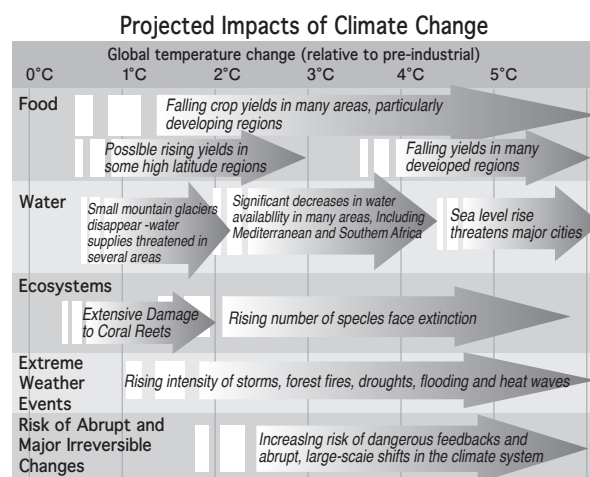 Projected Impacts of Climate Change
Global temperature change (relative to pre-industrial)
0°C 1°C 2°C 3°C 4°C 5°C
Food
Falling crop yields in many areas, particularly
developing regions
Possible rising yields in
some high latitude regions
Falling yields in many
developed regions
Water
Small mountain glaciers
disappear -water
supplies threatened in
several areas
Significant decreases in water
availability in many areas, Including
Mediterranean and Southem Africa
Sea level rise
threatens major cities
Ecosystems
Extensive Damage
to Coral Reets
Rising number of species face extinction
Extreme
Weather
Events
Rising intensity of storms, forest fires, droughts, flooding and heat waves
Risk of Abrupt and
Major Irreversible
Changes
Increasing risk of dangerous feedbacks and
abrupt, large-scaie shifts in the climate system